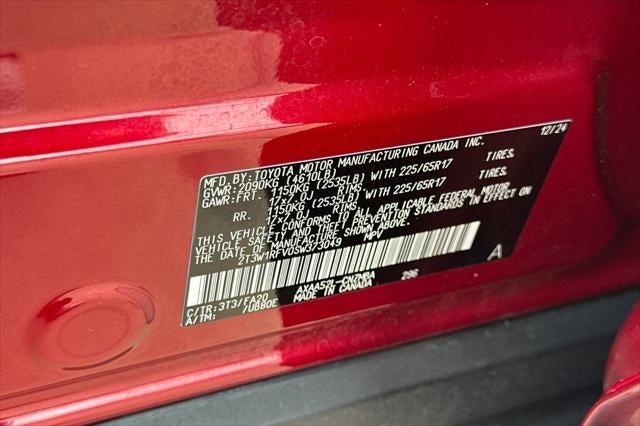 MFD. BY: TOYOTA MOTOR MANUFACTURING CANADA INC. 12/24
GVWR: 2090KG (4610LB)
GAWR: FRT. 1150KG (2535LB) WITH 225/65R17 TIRES.
17x7.0J RIMS
RR. 1150KG (2535LB) WITH 225/65R17 TIRES.
17x7.0J RIMS
THIS VEHICLE CONFORMS TO ALL APPLICABLE FEDERAL MOTOR
VEHICLE SAFETY AND THEFT PREVENTION STANDARDS IN EFFECT ON
THE DATE OF MANUFACTURE SHOWN ABOVE.
2T3W1RFV0SW373049 MPV
A
C/TR: 3T3/FA20 AXAA52L-CNZMBA 296
A/TM: /UB80E MADE IN CANADA